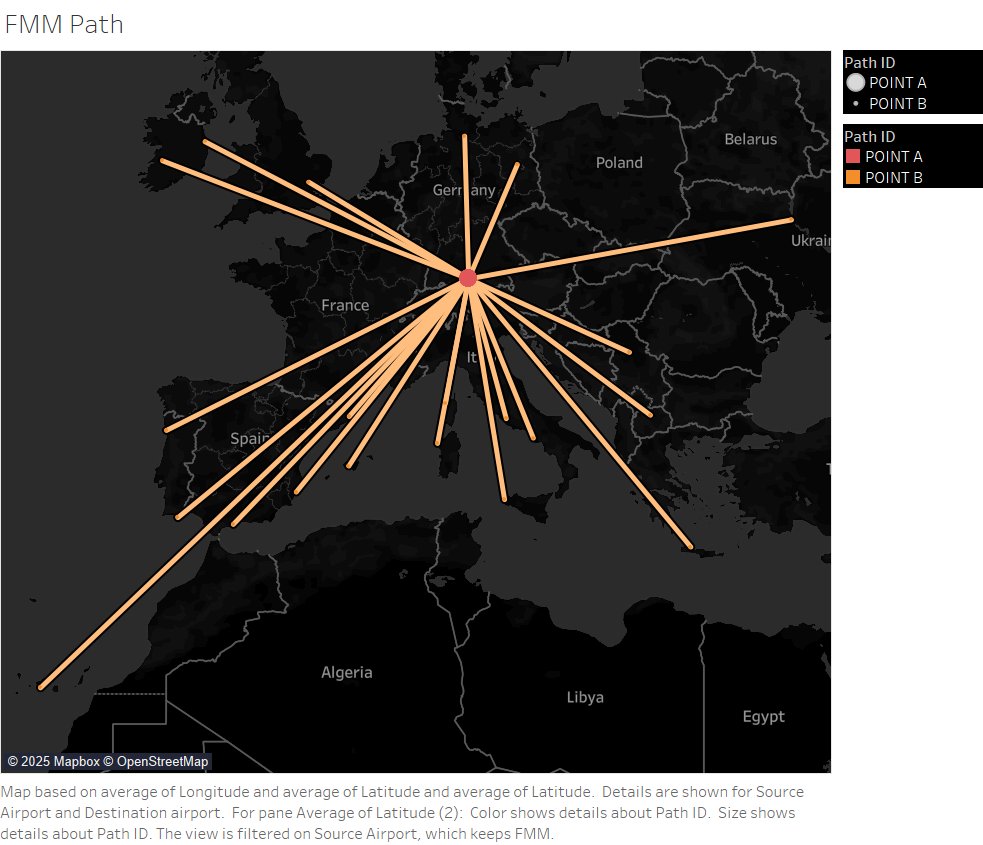 FMM Path
Path ID
POINT A
POINT B
Path ID
POINT A
POINT B
Belarus
Poland
Germany
Ukrai
France
It
Spain
T
Algeria
Libya
Egypt
© 2025 Mapbox © OpenStreetMap
Map based on average of Longitude and average of Latitude and average of Latitude.  Details are shown for Source
Airport and Destination airport.  For pane Average of Latitude (2):  Color shows details about Path ID.  Size shows
details about Path ID. The view is filtered on Source Airport, which keeps FMM.